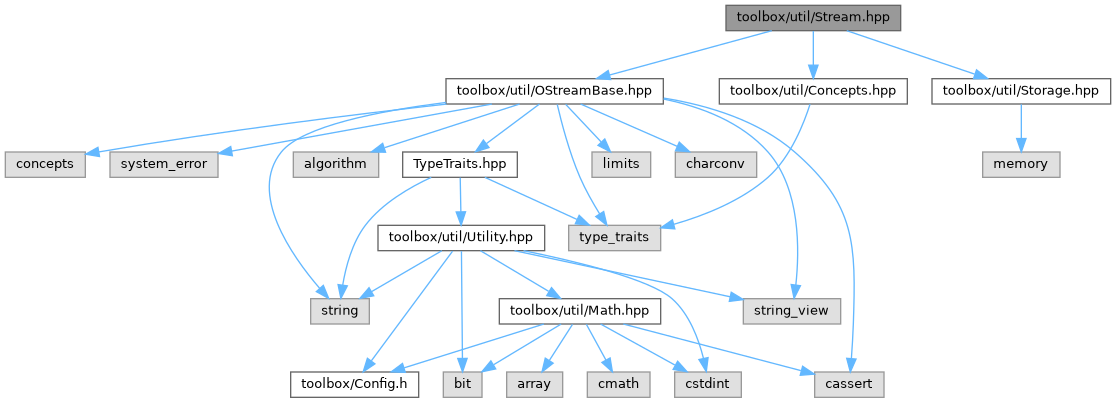 toolbox/util/Stream.hpp
toolbox/util/OStreamBase.hpp
toolbox/util/Concepts.hpp
toolbox/util/Storage.hpp
concepts
system_error
algorithm
TypeTraits.hpp
limits
charconv
memory
toolbox/util/Utility.hpp
type_traits
string
toolbox/util/Math.hpp
string_view
toolbox/Config.h
bit
array
cmath
cstdint
cassert